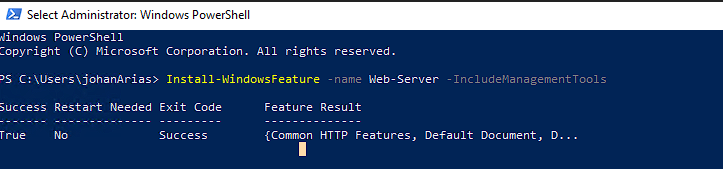 Select Administrator: Windows PowerShell
Windows PowerShell
Copyright (C) Microsoft Corporation. All rights reserved.
PS C:\Users\johanArias> Install-WindowsFeature -name Web-Server -IncludeManagementTools
Success Restart Needed Exit Code      Feature Result
------- -------------- ---------      --------------
True    No             Success        {Common HTTP Features, Default Document, D...